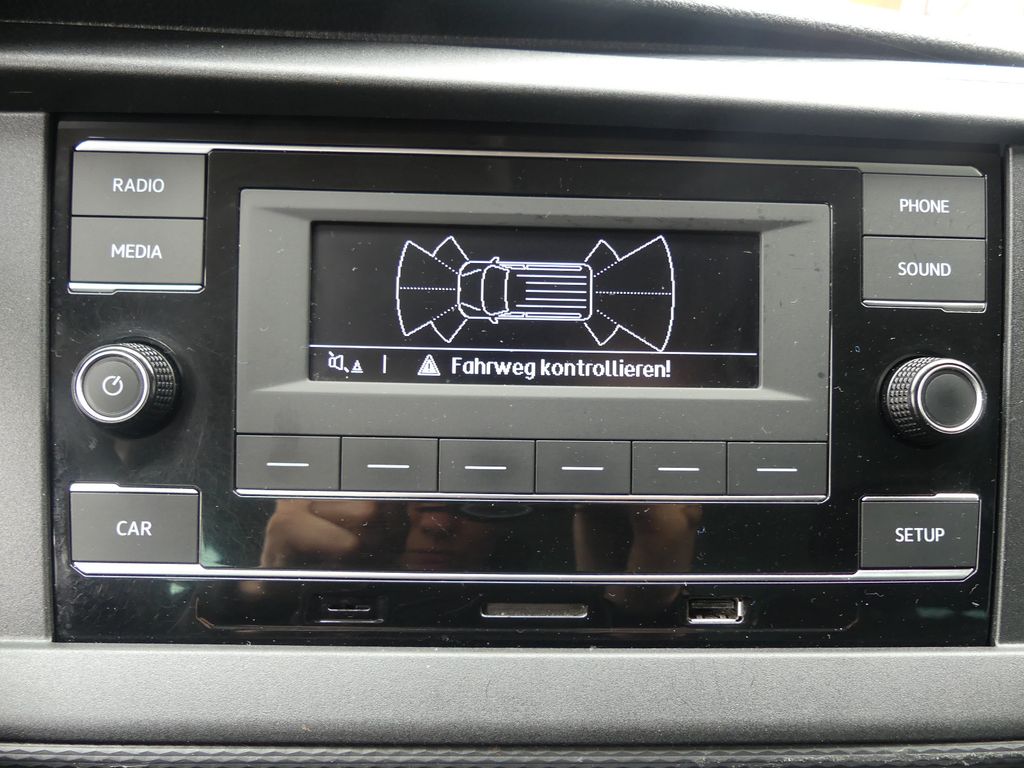 RADIO
MEDIA
PHONE
SOUND
Fahrweg kontrollieren!
CAR
SETUP